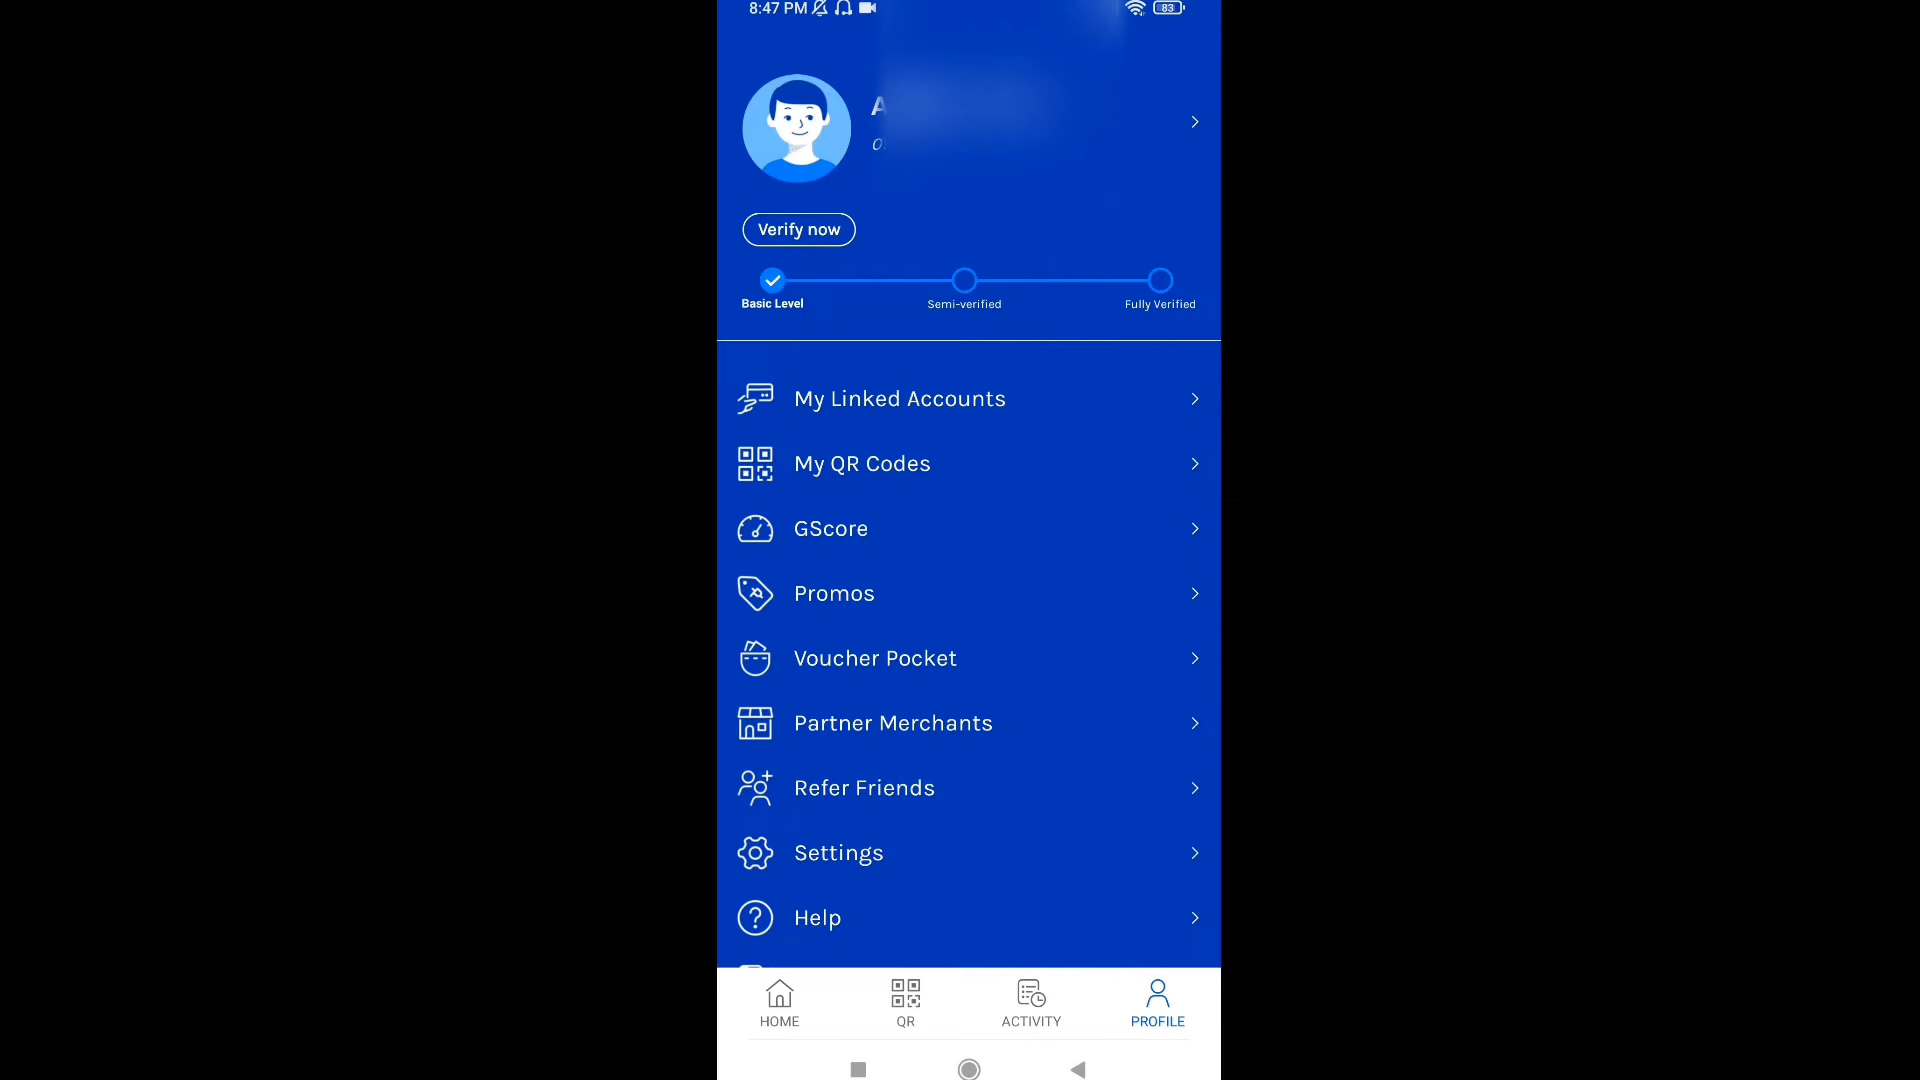 8:47 PM
83
A
Verify now
Basic Level
Semi-verified
Fully Verified
My Linked Accounts
My QR Codes
GScore
Promos
Voucher Pocket
Partner Merchants
Refer Friends
Settings
Help
HOME
QR
ACTIVITY
PROFILE